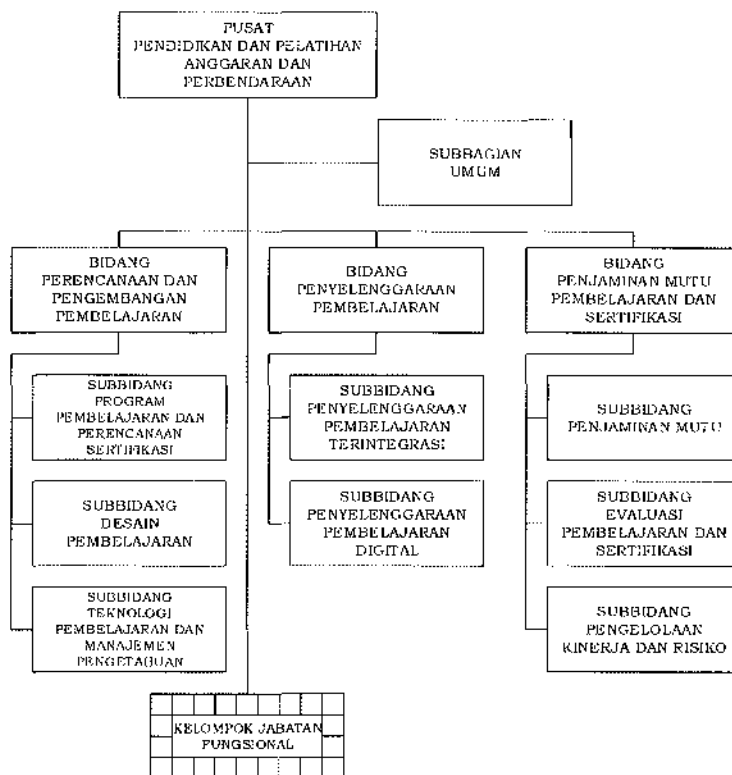 PUSAT
PENDIDIKAN DAN PELATIHAN
ANGGARAN DAN
PERBENDARAAN
SUBBAGIAN
UMUM
BIDANG
PERENCANAAN DAN
PENGEMBANGAN
PEMBELAJARAN
BIDANG
PENYELENGGARAAN
PEMBELAJARAN
BIDANG
PENJAMINAN MUTU
PEMBELAJARAN DAN
SERTIFIKASI
SUBBIDANG
PROGRAM
PEMBELAJARAN DAN
PERENCANAAN
SERTIFIKASI
SUBBIDANG
PENYELENGGARAAN
PEMBELAJARAN
TERINTEGRASI
SUBBIDANG
PENJAMINAN MUTU
SUBBIDANG
DESAIN
PEMBELAJARAN
SUBBIDANG
PENYELENGGARAAN
PEMBELAJARAN
DIGITAL
SUBBIDANG
EVALUASI
PEMBELAJARAN DAN
SERTIFIKASI
SUBBIDANG
TEKNOLOGI
PEMBELAJARAN DAN
MANAJEMEN
PENGETAHUAN
SUBBIDANG
PENGELOLAAN
KINERJA DAN RISIKO
KELOMPOK JABATAN
FUNGSIONAL